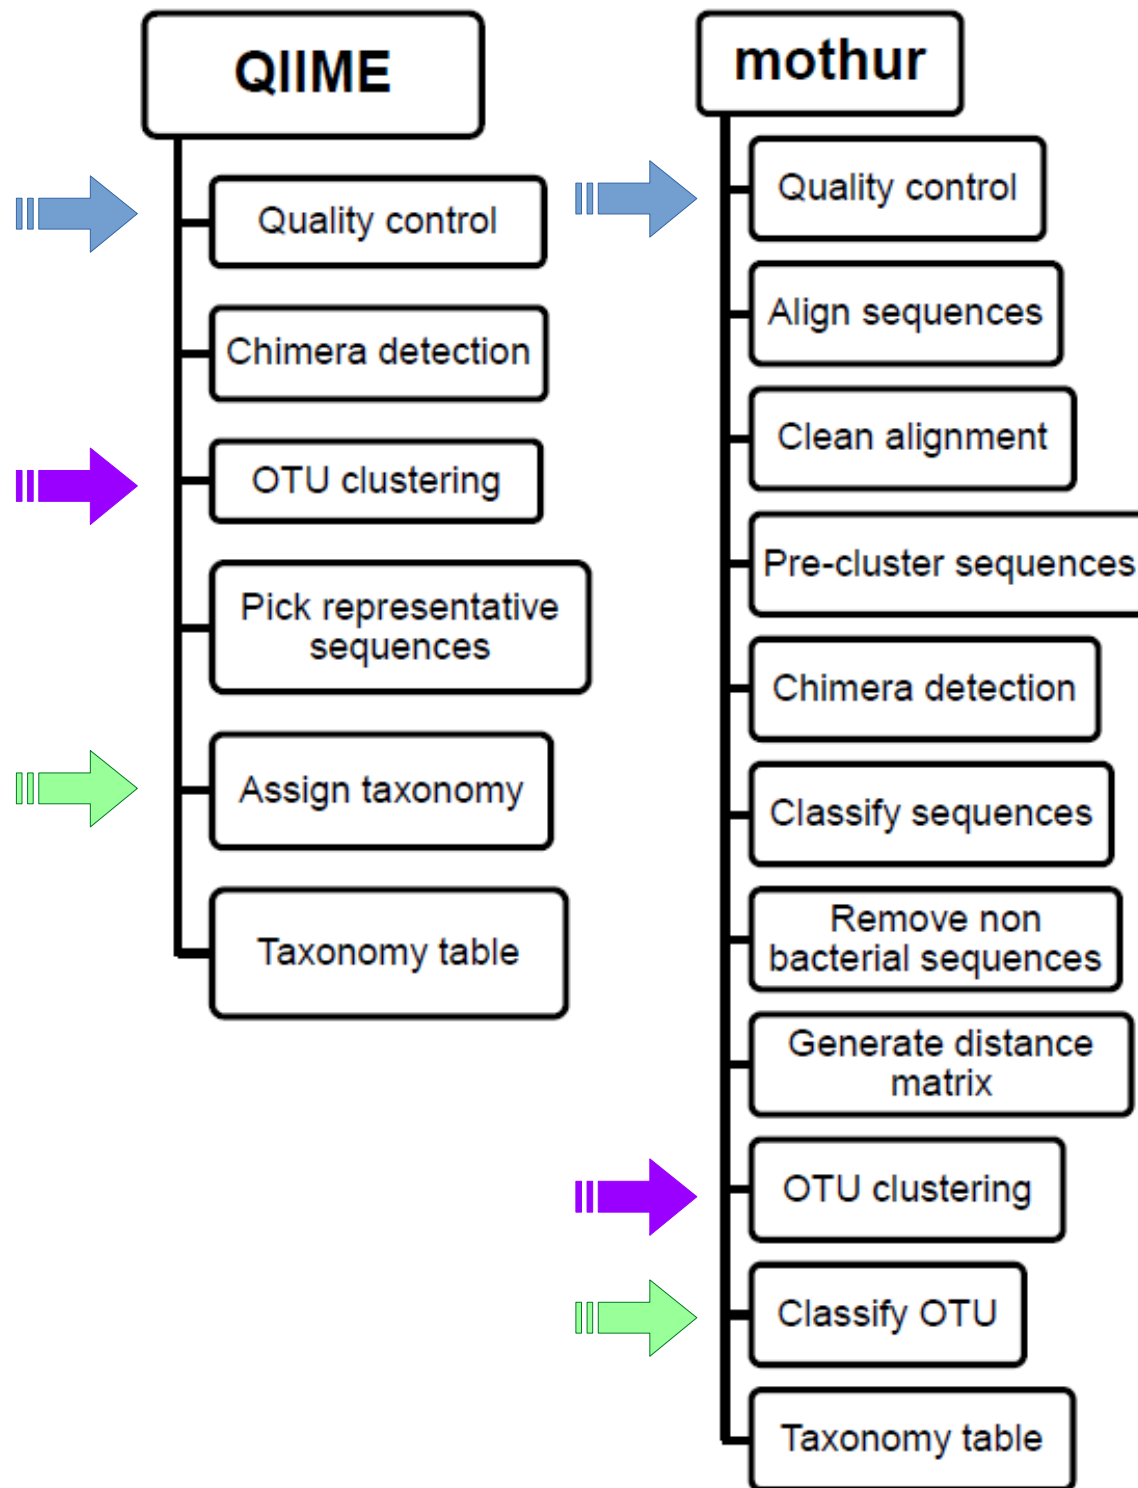 QIIME
Quality control
Chimera detection
OTU clustering
Pick representative
sequences
Assign taxonomy
Taxonomy table
mothur
Quality control
Align sequences
Clean alignment
Pre-cluster sequences
Chimera detection
Classify sequences
Remove non
bacterial sequences
Generate distance
matrix
OTU clustering
Classify OTU
Taxonomy table